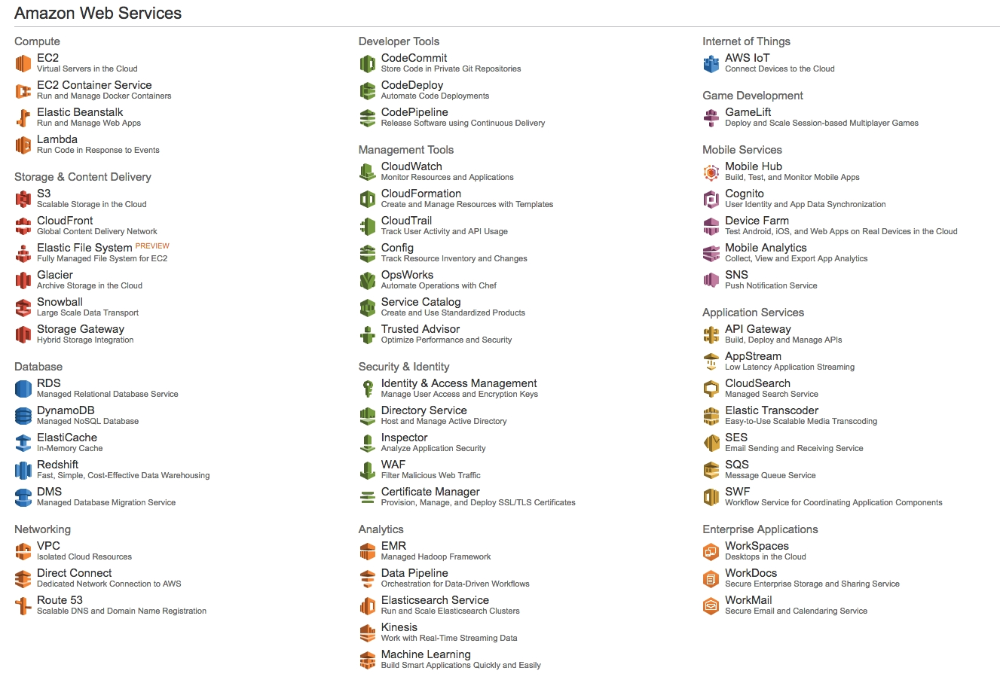 Amazon Web Services
Compute
EC2
Virtual Servers in the Cloud
EC2 Container Service
Run and Manage Docker Containers
Elastic Beanstalk
Run and Manage Web Apps
Lambda
Run Code in Response to Events
Storage & Content Delivery
S3
Scalable Storage in the Cloud
CloudFront
Global Content Delivery Network
Elastic File System PREVIEW
Fully Managed File System for EC2
Glacier
Archive Storage in the Cloud
Snowball
Large Scale Data Transport
Storage Gateway
Hybrid Storage Integration
Database
RDS
Managed Relational Database Service
DynamoDB
Managed NoSQL Database
ElastiCache
In-Memory Cache
Redshift
Fast, Simple, Cost-Effective Data Warehousing
DMS
Managed Database Migration Service
Networking
VPC
Isolated Cloud Resources
Direct Connect
Dedicated Network Connection to AWS
Route 53
Scalable DNS and Domain Name Registration
Developer Tools
CodeCommit
Store Code in Private Git Repositories
CodeDeploy
Automate Code Deployments
CodePipeline
Release Software using Continuous Delivery
Management Tools
CloudWatch
Monitor Resources and Applications
CloudFormation
Create and Manage Resources with Templates
CloudTrail
Track User Activity and API Usage
Config
Track Resource Inventory and Changes
OpsWorks
Automate Operations with Chef
Service Catalog
Create and Use Standardized Products
Trusted Advisor
Optimize Performance and Security
Security & Identity
Identity & Access Management
Manage User Access and Encryption Keys
Directory Service
Host and Manage Active Directory
Inspector
Analyze Application Security
WAF
Filter Malicious Web Traffic
Certificate Manager
Provision, Manage, and Deploy SSL/TLS Certificates
Analytics
EMR
Managed Hadoop Framework
Data Pipeline
Orchestration for Data-Driven Workflows
Elasticsearch Service
Run and Scale Elasticsearch Clusters
Kinesis
Work with Real-Time Streaming Data
Machine Learning
Build Smart Applications Quickly and Easily
Internet of Things
AWS IoT
Connect Devices to the Cloud
Game Development
GameLift
Deploy and Scale Session-based Multiplayer Games
Mobile Services
Mobile Hub
Build, Test, and Monitor Mobile Apps
Cognito
User Identity and App Data Synchronization
Device Farm
Test Android, iOS, and Web Apps on Real Devices in the Cloud
Mobile Analytics
Collect, View and Export App Analytics
SNS
Push Notification Service
Application Services
API Gateway
Build, Deploy and Manage APIs
AppStream
Low Latency Application Streaming
CloudSearch
Managed Search Service
Elastic Transcoder
Easy-to-Use Scalable Media Transcoding
SES
Email Sending and Receiving Service
SQS
Message Queue Service
SWF
Workflow Service for Coordinating Application Components
Enterprise Applications
WorkSpaces
Desktops in the Cloud
WorkDocs
Secure Enterprise Storage and Sharing Service
WorkMail
Secure Email and Calendaring Service